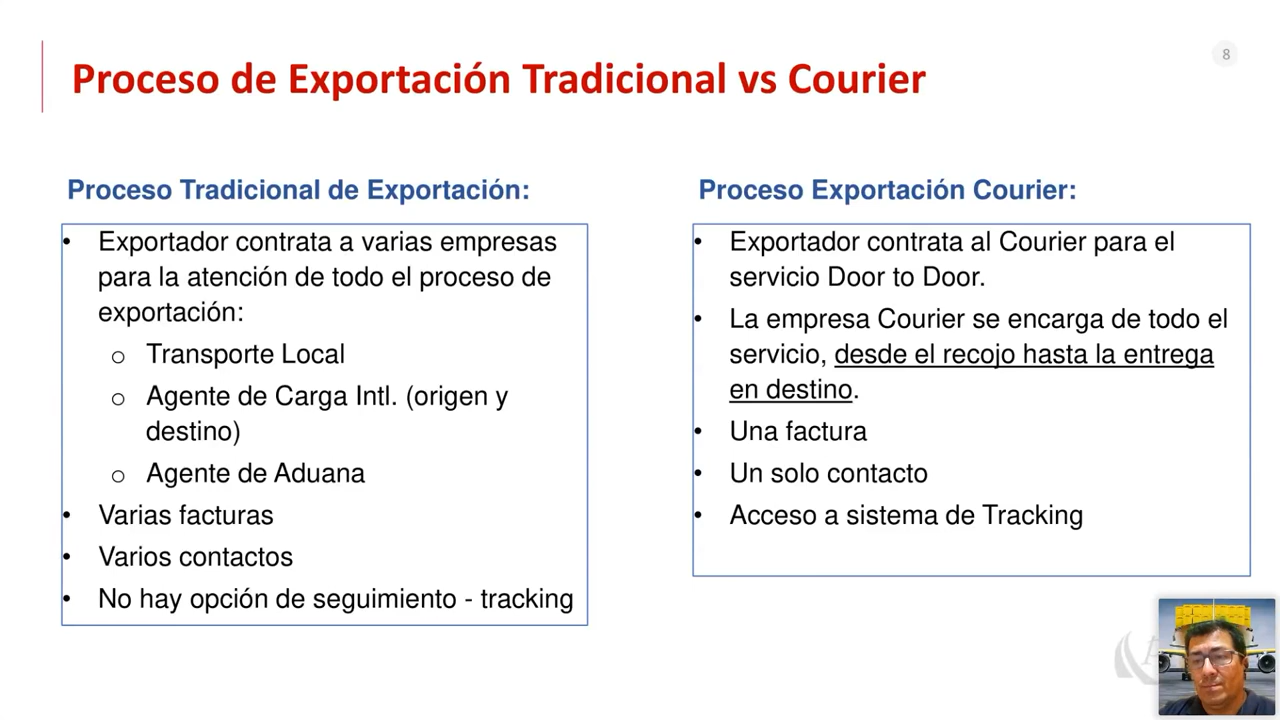 8
Proceso de Exportación Tradicional vs Courier
Proceso Tradicional de Exportación:
• Exportador contrata a varias empresas
para la atención de todo el proceso de
exportación:
o Transporte Local
o Agente de Carga Intl. (origen y
destino)
o Agente de Aduana
• Varias facturas
• Varios contactos
• No hay opción de seguimiento - tracking
Proceso Exportación Courier:
• Exportador contrata al Courier para el
servicio Door to Door.
• La empresa Courier se encarga de todo el
servicio, desde el recojo hasta la entrega
en destino.
• Una factura
• Un solo contacto
• Acceso a sistema de Tracking